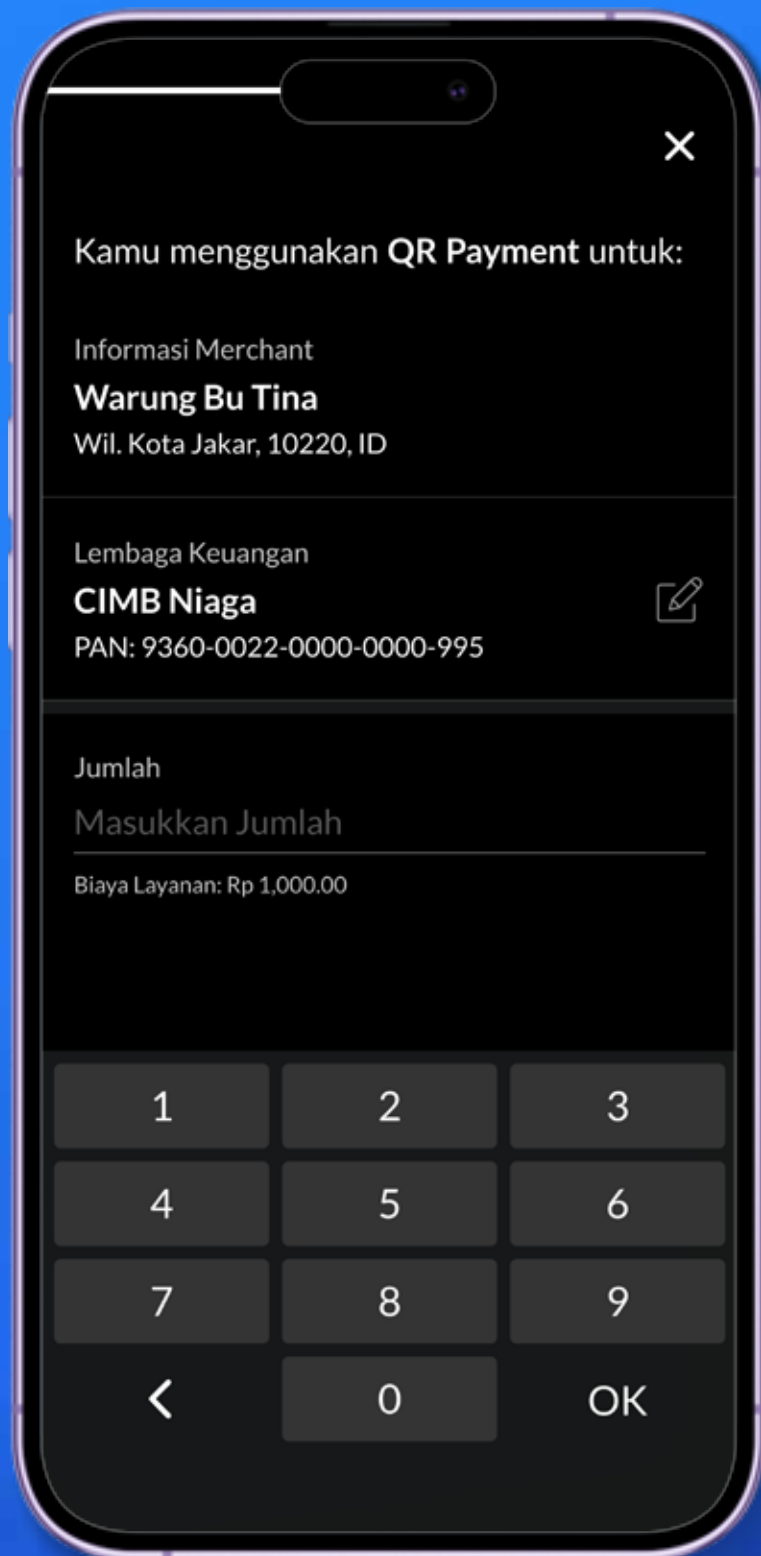 Kamu menggunakan QR Payment untuk:
Informasi Merchant
Warung Bu Tina
Wil. Kota Jakar, 10220, ID
Lembaga Keuangan
CIMB Niaga
PAN: 9360-0022-0000-0000-995
Jumlah
Masukkan Jumlah
Biaya Layanan: Rp 1,000.00
1 2 3
4 5 6
7 8 9
0 OK